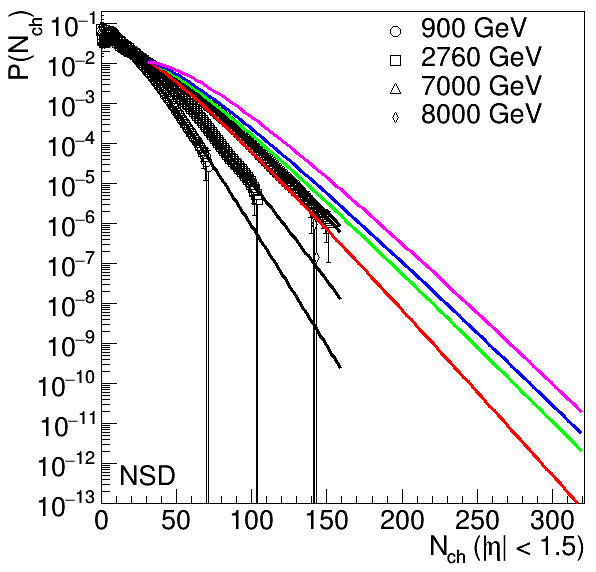 P(N_ch)
10⁻¹
10⁻²
10⁻³
10⁻⁴
10⁻⁵
10⁻⁶
10⁻⁷
10⁻⁸
10⁻⁹
10⁻¹⁰
10⁻¹¹
10⁻¹²
10⁻¹³
900 GeV
2760 GeV
7000 GeV
8000 GeV
NSD
0 50 100 150 200 250 300
N_ch (|η| < 1.5)